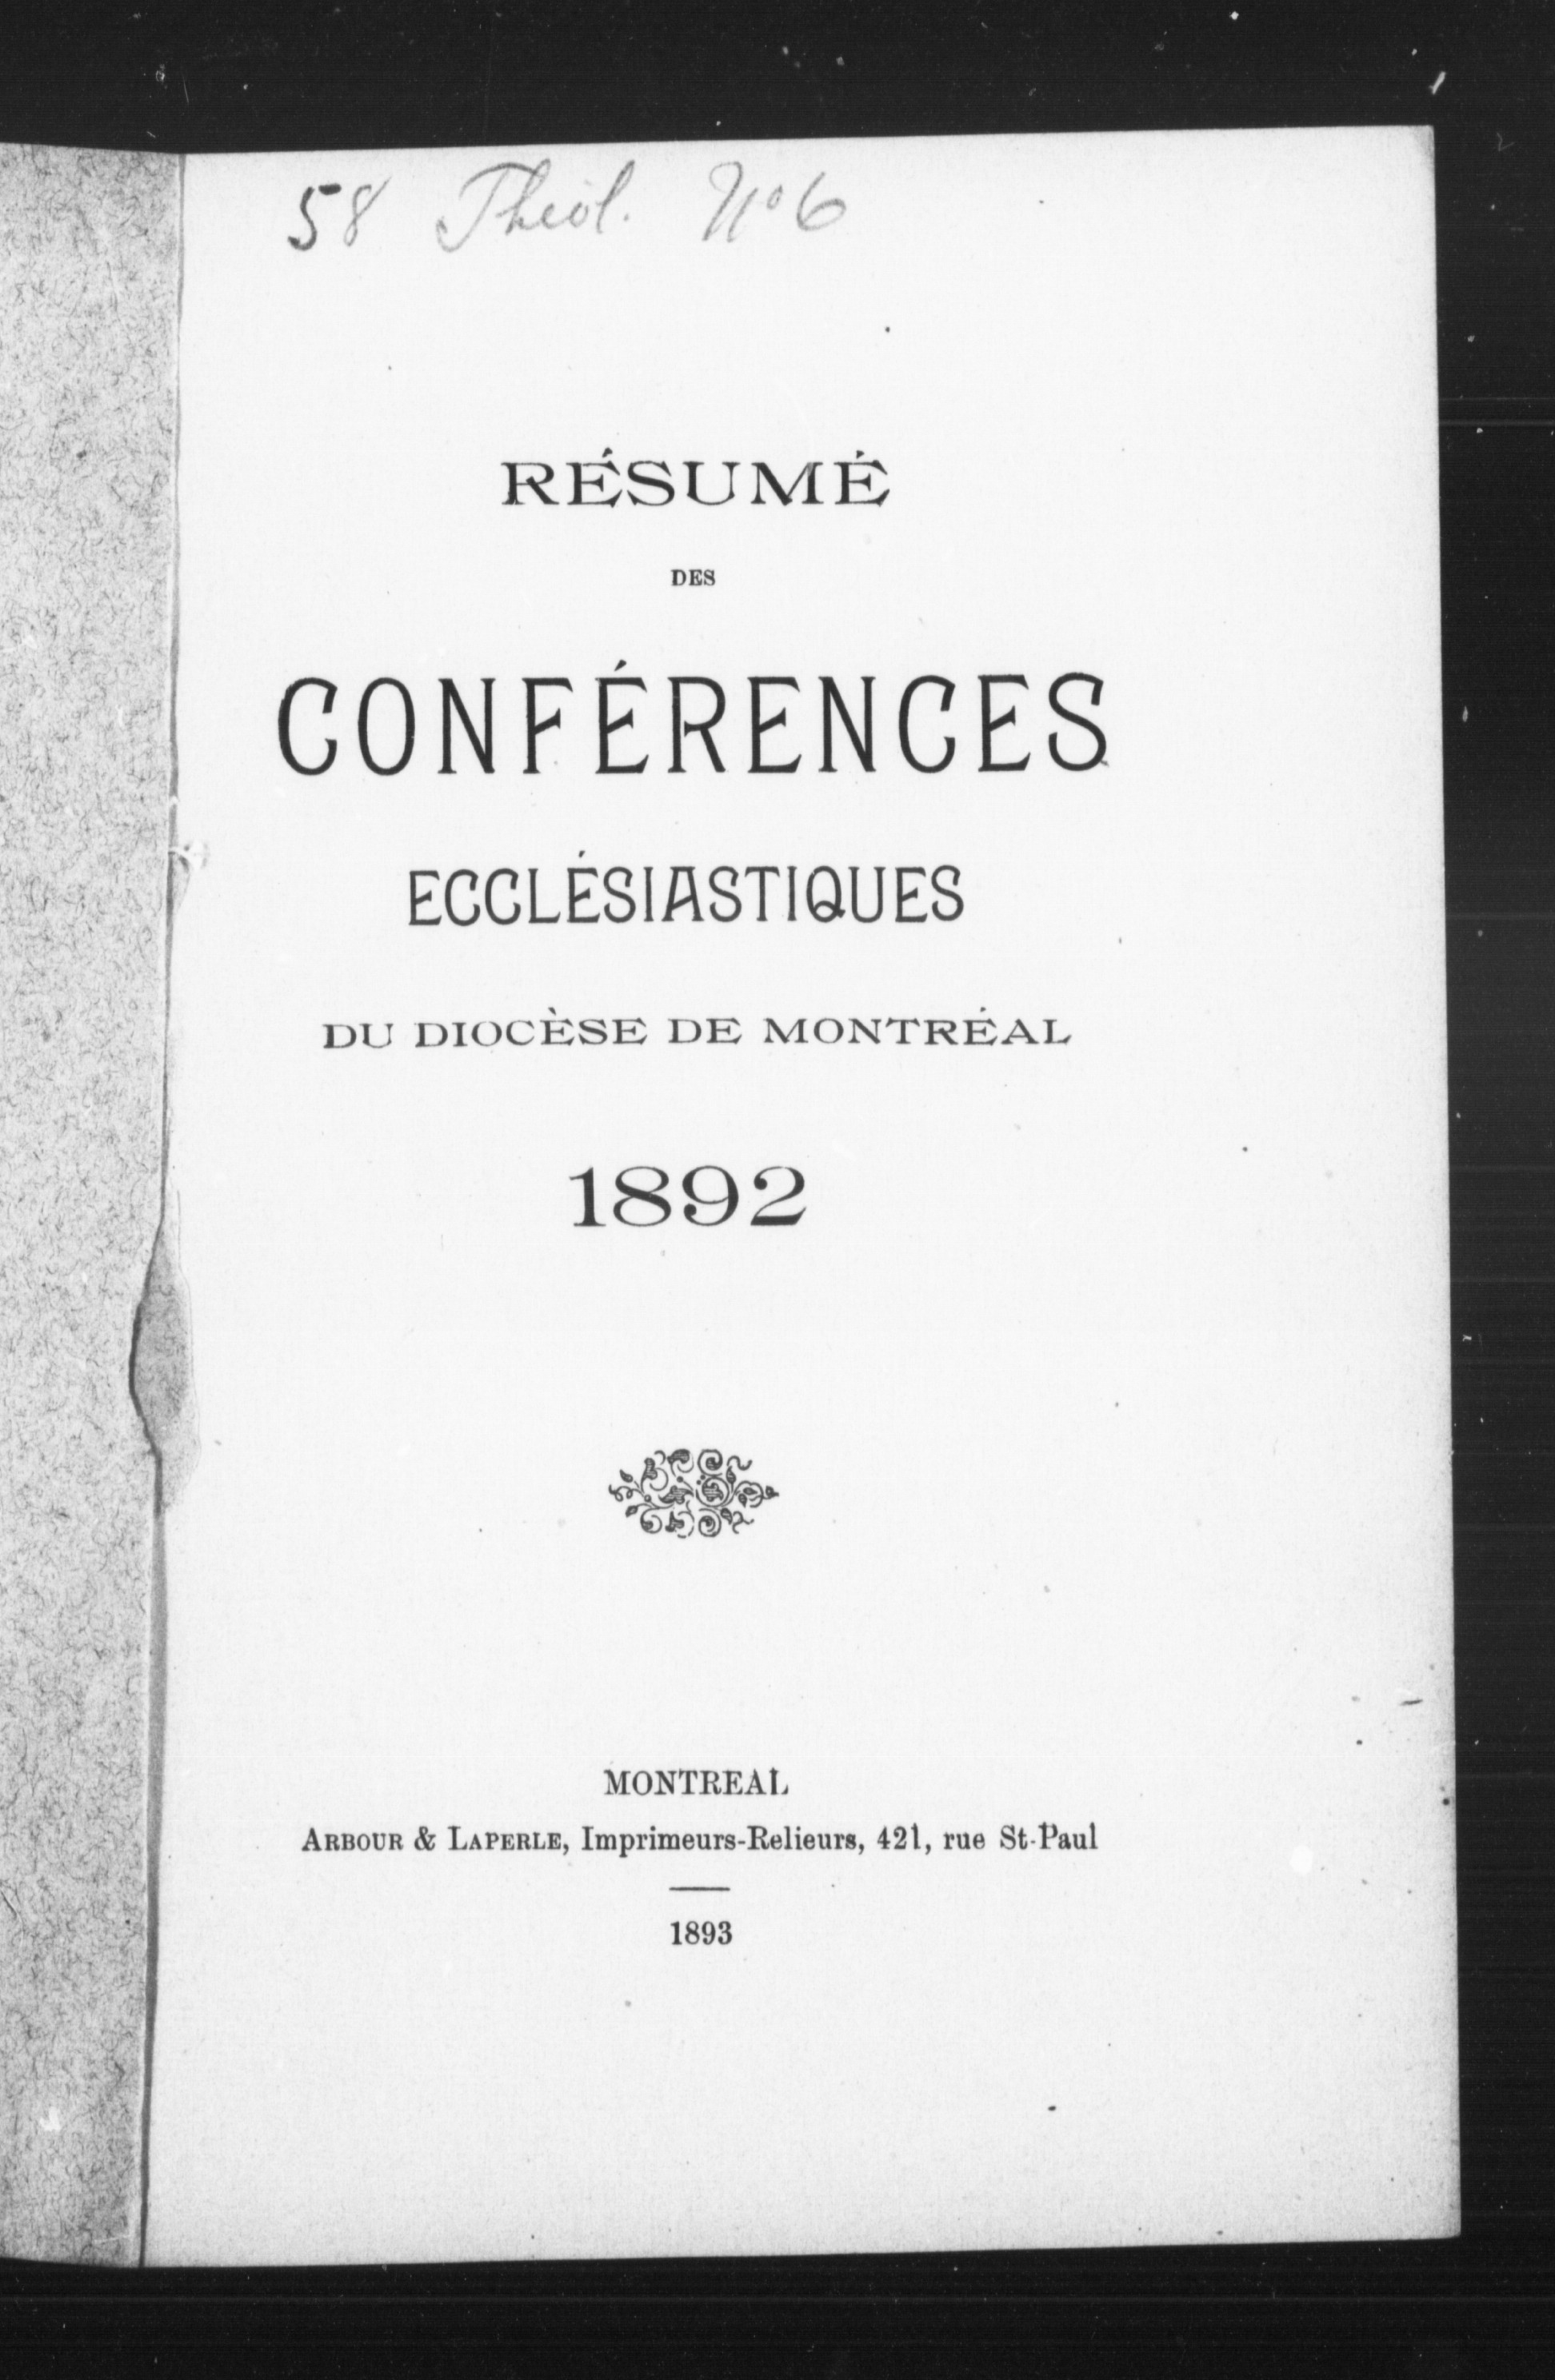 58 Théol. No 6
RÉSUMÉ
DES
CONFÉRENCES
ECCLÉSIASTIQUES
DU DIOCÈSE DE MONTRÉAL
1892
MONTREAL
ARBOUR & LAPERLE, Imprimeurs-Relieurs, 421, rue St-Paul
1893